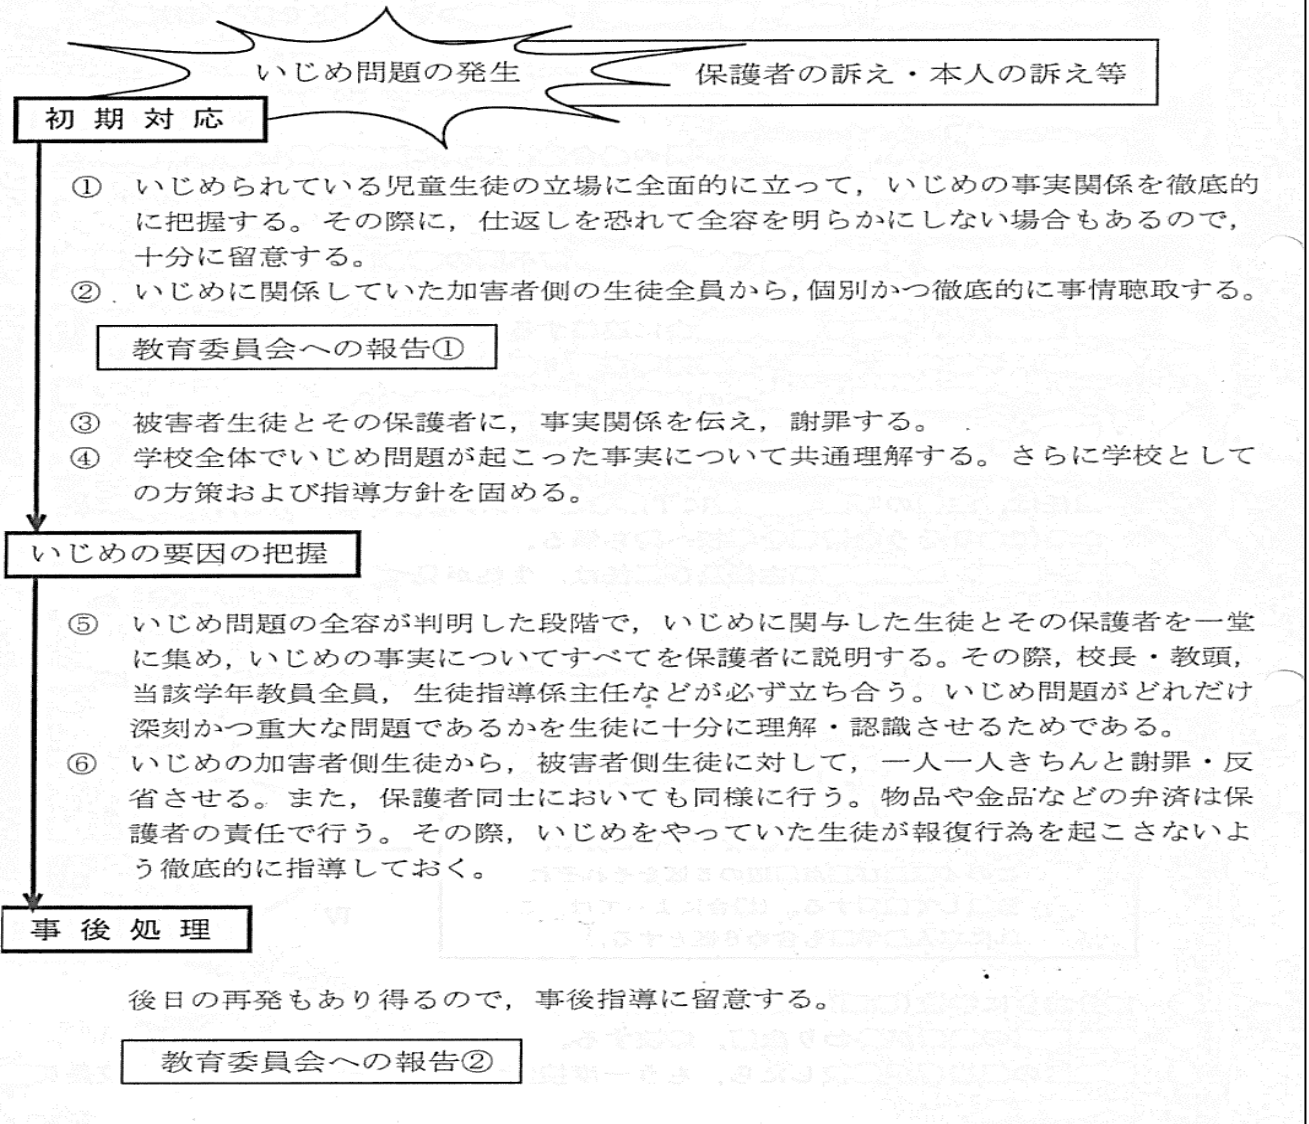 いじめ問題の発生
保護者の訴え・本人の訴え等
初期対応
① いじめられている児童生徒の立場に全面的に立って，いじめの事実関係を徹底的
に把握する。その際に，仕返しを恐れて全容を明らかにしない場合もあるので，
十分に留意する。
② いじめに関係していた加害者側の生徒全員から，個別かつ徹底的に事情聴取する。
教育委員会への報告①
③ 被害者生徒とその保護者に，事実関係を伝え，謝罪する。
④ 学校全体でいじめ問題が起こった事実について共通理解する。さらに学校として
の方策および指導方針を固める。
いじめの要因の把握
⑤ いじめ問題の全容が判明した段階で，いじめに関与した生徒とその保護者を一堂
に集め，いじめの事実についてすべてを保護者に説明する。その際，校長・教頭，
当該学年教員全員，生徒指導係主任などが必ず立ち合う。いじめ問題がどれだけ
深刻かつ重大な問題であるかを生徒に十分に理解・認識させるためである。
⑥ いじめの加害者側生徒から，被害者側生徒に対して，一人一人きちんと謝罪・反
省させる。また，保護者同士においても同様に行う。物品や金品などの弁済は保
護者の責任で行う。その際，いじめをやっていた生徒が報復行為を起こさないよ
う徹底的に指導しておく。
事後処理
後日の再発もあり得るので，事後指導に留意する。
教育委員会への報告②